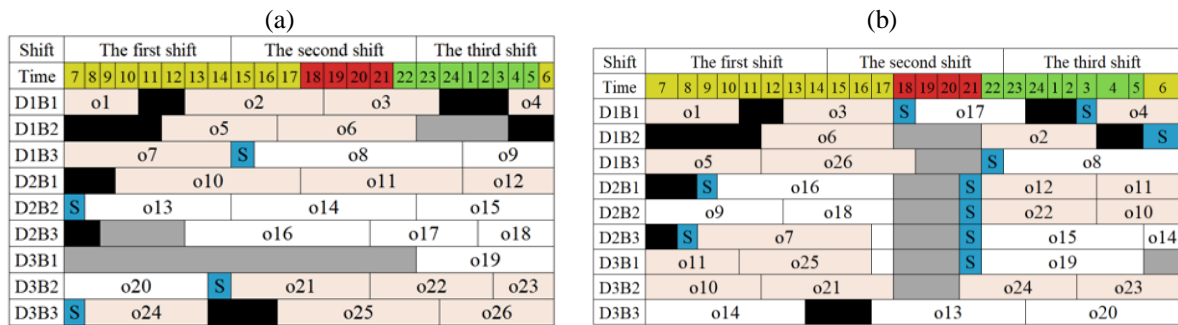 (a)
Shift The first shift The second shift The third shift
Time 7 8 9 10 11 12 13 14 15 16 17 18 19 20 21 22 23 24 1 2 3 4 5 6
D1B1 o1 o2 o3 o4
D1B2 o5 o6
D1B3 o7 S o8 o9
D2B1 o10 o11 o12
D2B2 S o13 o14 o15
D2B3 o16 o17 o18
D3B1 o19
D3B2 o20 S o21 o22 o23
D3B3 S o24 o25 o26
(b)
Shift The first shift The second shift The third shift
Time 7 8 9 10 11 12 13 14 15 16 17 18 19 20 21 22 23 24 1 2 3 4 5 6
D1B1 o1 o3 S o17 S o4
D1B2 o6 o2 S
D1B3 o5 o26 S o8
D2B1 S o16 S o12 o11
D2B2 o9 o18 S o22 o10
D2B3 S o7 S o15 o14
D3B1 o11 o25 S o19
D3B2 o10 o21 o24 o23
D3B3 o14 o13 o20